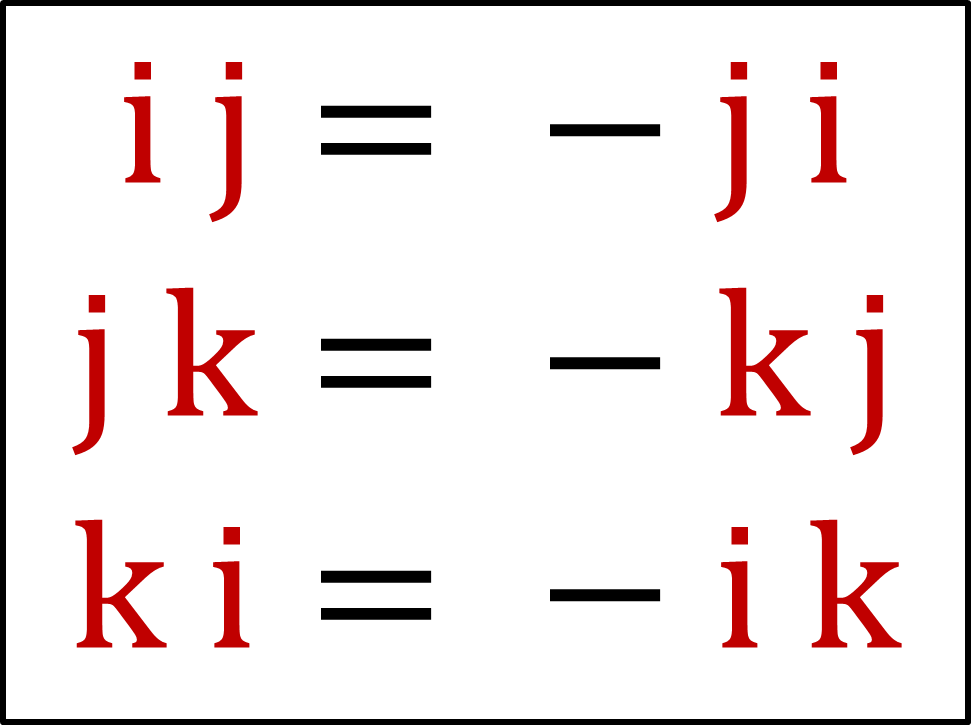 i j = − j i
j k = − k j
k i = − i k